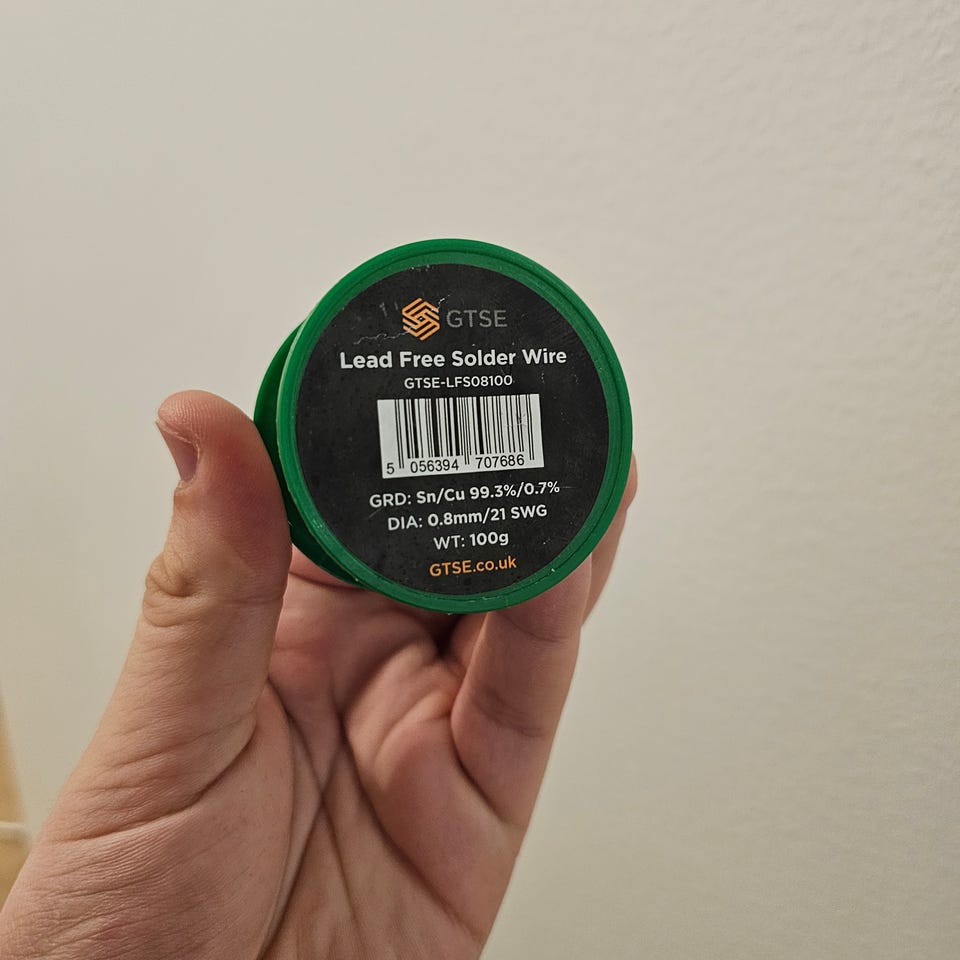 GTSE
Lead Free Solder Wire
GTSE-LFS08100
5 056394 707686
GRD: Sn/Cu 99.3%/0.7%
DIA: 0.8mm/21 SWG
WT: 100g
GTSE.co.uk